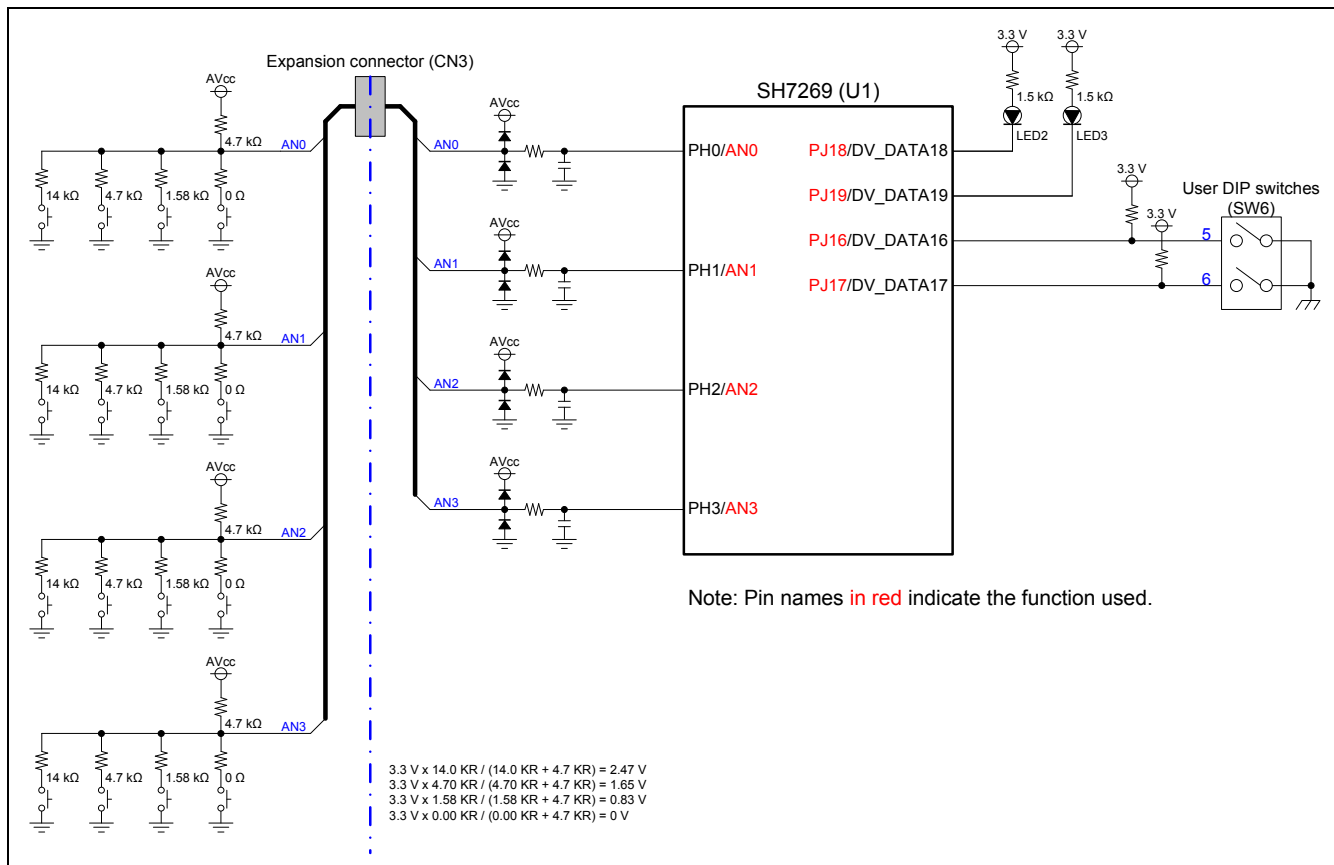 Expansion connector (CN3)
AVcc
4.7 kΩ
AN0
14 kΩ
4.7 kΩ
1.58 kΩ
0 Ω
AVcc
4.7 kΩ
AN1
14 kΩ
4.7 kΩ
1.58 kΩ
0 Ω
AVcc
4.7 kΩ
AN2
14 kΩ
4.7 kΩ
1.58 kΩ
0 Ω
AVcc
4.7 kΩ
AN3
14 kΩ
4.7 kΩ
1.58 kΩ
0 Ω
AVcc
AN0
AVcc
AN1
AVcc
AN2
AVcc
AN3
3.3 V x 14.0 KR / (14.0 KR + 4.7 KR) = 2.47 V
3.3 V x 4.70 KR / (4.70 KR + 4.7 KR) = 1.65 V
3.3 V x 1.58 KR / (1.58 KR + 4.7 KR) = 0.83 V
3.3 V x 0.00 KR / (0.00 KR + 4.7 KR) = 0 V
SH7269 (U1)
PH0/AN0
PH1/AN1
PH2/AN2
PH3/AN3
PJ18/DV_DATA18
PJ19/DV_DATA19
PJ16/DV_DATA16
PJ17/DV_DATA17
3.3 V
1.5 kΩ
LED2
3.3 V
1.5 kΩ
LED3
3.3 V
3.3 V
User DIP switches
(SW6)
5
6
Note: Pin names in red indicate the function used.